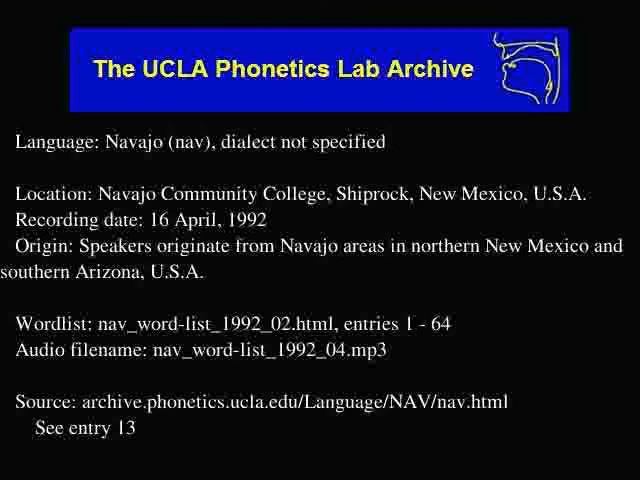 The UCLA Phonetics Lab Archive
Language: Navajo (nav), dialect not specified
Location: Navajo Community College, Shiprock, New Mexico, U.S.A.
Recording date: 16 April, 1992
Origin: Speakers originate from Navajo areas in northern New Mexico and
southern Arizona, U.S.A.
Wordlist: nav_word-list_1992_02.html, entries 1 - 64
Audio filename: nav_word-list_1992_04.mp3
Source: archive.phonetics.ucla.edu/Language/NAV/nav.html
See entry 13